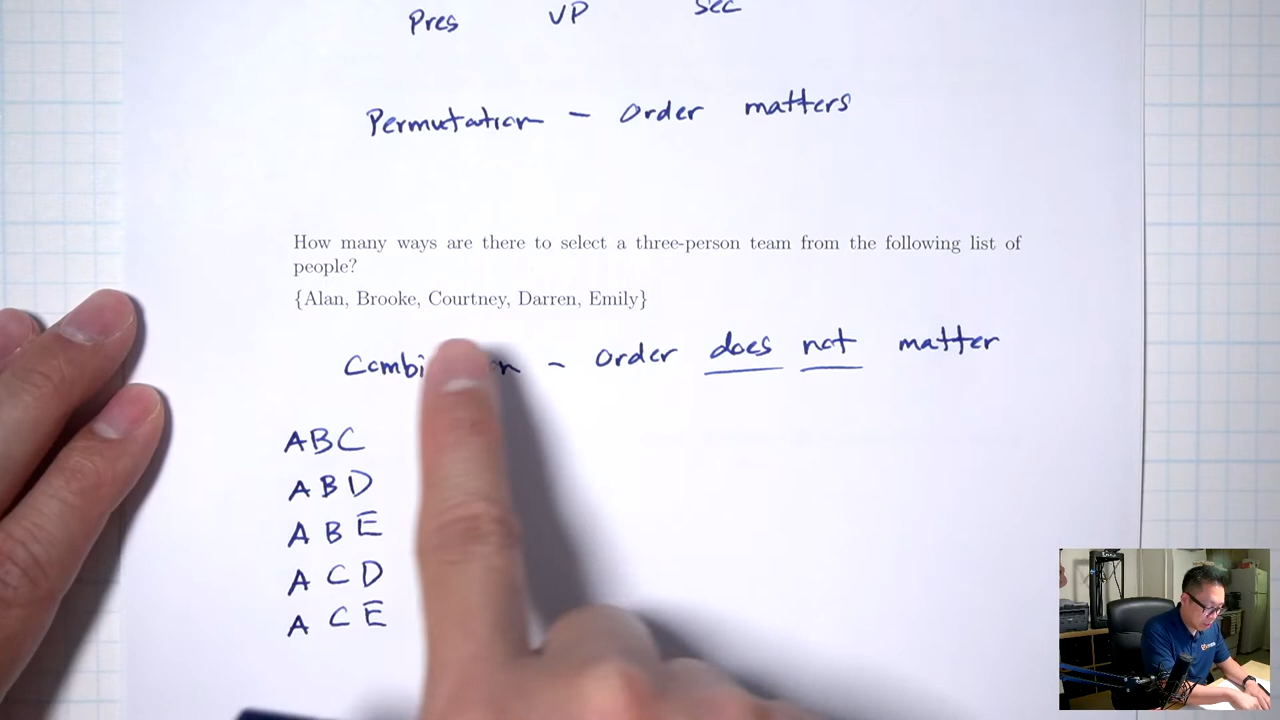 Pres VP Sec
Permutation - order matters
How many ways are there to select a three-person team from the following list of
people?
{Alan, Brooke, Courtney, Darren, Emily}
- order does not matter
ABC
ABD
ABE
ACD
ACE